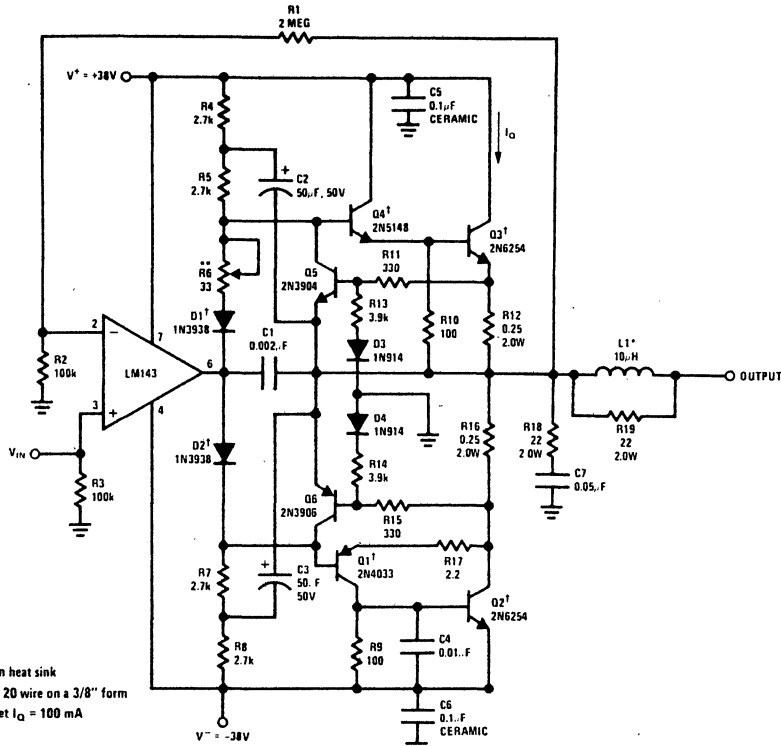 R1
2 MEG
V⁺ = +38V
R4
2.7k
C5
0.1µF
CERAMIC
IQ
R5
2.7k
+
C2
50µF, 50V
Q4†
2N5148
Q3†
2N6254
R6**
33
Q5
2N3904
R11
330
D1†
1N3938
R13
3.9k
R10
100
R12
0.25
2.0W
C1
0.002µF
D3
1N914
L1*
10µH
2
−
7
R2
100k
LM143
6
OUTPUT
3
+
4
D2†
1N3938
D4
1N914
R16
0.25
2.0W
R18
22
2.0W
R19
22
2.0W
VIN
R3
100k
R14
3.9k
C7
0.05µF
Q6
2N3906
R15
330
Q1†
2N4033
R17
2.2
R7
2.7k
+
C3
50. F
50V
Q2†
2N6254
R8
2.7k
R9
100
C4
0.01..F
n heat sink
20 wire on a 3/8" form
et IQ = 100 mA
C6
0.1..F
CERAMIC
V⁻ = −38V